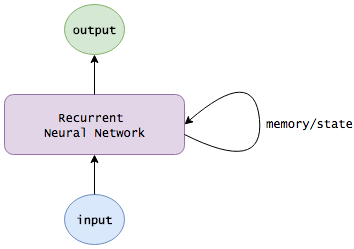 output
Recurrent
Neural Network
memory/state
input